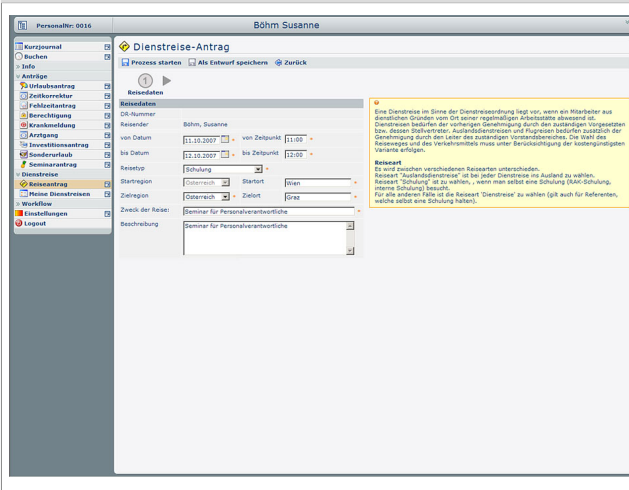 PersonalNr: 0016
Böhm Susanne
Kurzjournal
Buchen
> Info
Anträge
Urlaubsantrag
Zeitkorrektur
Fehlzeitantrag
Berechtigung
Krankmeldung
Arztgang
Investitionsantrag
Sonderurlaub
Seminarantrag
Dienstreise
Reiseantrag
Meine Dienstreisen
> Workflow
Einstellungen
Logout
Dienstreise-Antrag
Prozess starten Als Entwurf speichern Zurück
1
Reisedaten
Reisedaten
DR-Nummer
Reisender Böhm, Susanne
von Datum 11.10.2007 von Zeitpunkt 11:00
bis Datum 12.10.2007 bis Zeitpunkt 12:00
Reisetyp Schulung
Startregion Österreich Startort Wien
Zielregion Österreich Zielort Graz
Zweck der Reise: Seminar für Personalverantwortliche
Beschreibung Seminar für Personalverantwortliche
Eine Dienstreise im Sinne der Dienstreiseordnung liegt vor, wenn ein Mitarbeiter aus
dienstlichen Gründen vom Ort seiner regelmäßigen Arbeitsstätte abwesend ist.
Dienstreisen bedürfen der vorherigen Genehmigung durch den zuständigen Vorgesetzten
bzw. dessen Stellvertreter. Auslandsdienstreisen und Flugreisen bedürfen zusätzlich der
Genehmigung durch den Leiter des zuständigen Vorstandsbereiches. Die Wahl des
Reiseweges und des Verkehrsmittels muss unter Berücksichtigung der kostengünstigsten
Variante erfolgen.
Reiseart
Es wird zwischen verschiedenen Reisearten unterschieden.
Reiseart "Auslandsdienstreise" ist bei jeder Dienstreise ins Ausland zu wählen.
Reiseart "Schulung" ist zu wählen, , wenn man selbst eine Schulung (RAK-Schulung,
interne Schulung) besucht.
Für alle anderen Fälle ist die Reiseart 'Dienstreise' zu wählen (gilt auch für Referenten,
welche selbst eine Schulung halten).